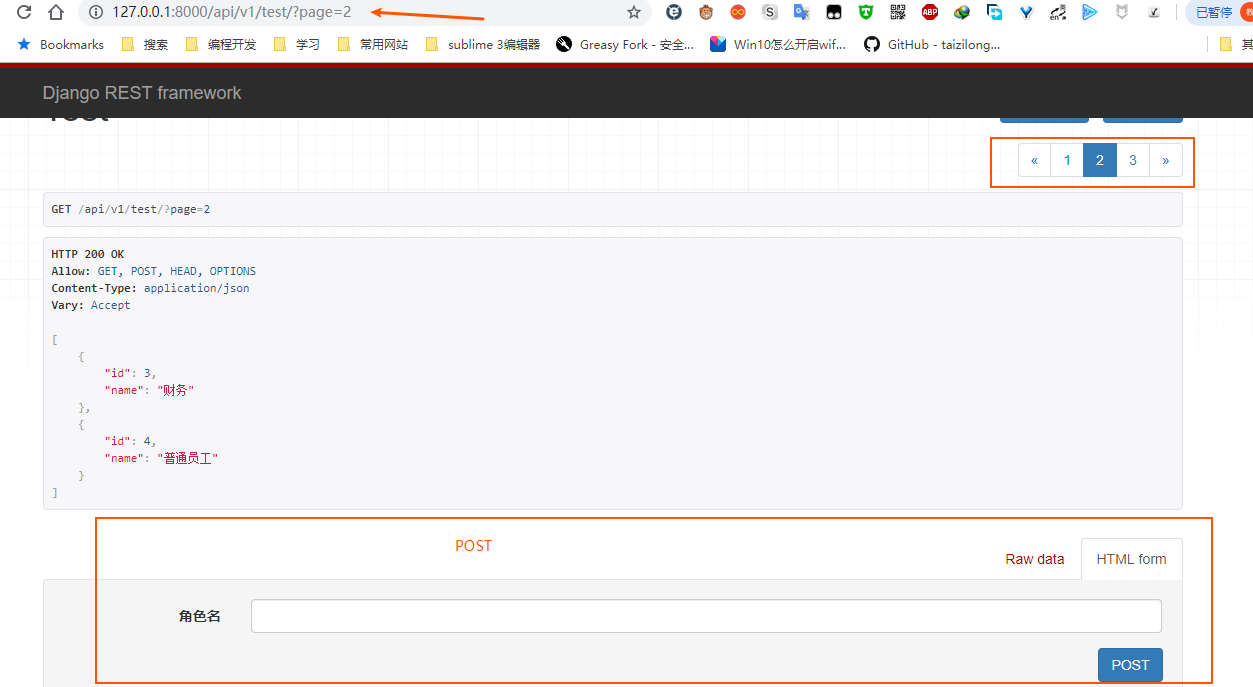 127.0.0.1:8000/api/v1/test/?page=2
已暂停
Bookmarks 搜索 编程开发 学习 常用网站 sublime 3编辑器 Greasy Fork - 安全... Win10怎么开启wif... GitHub - taizilong...
Django REST framework
« 1 2 3 »
GET /api/v1/test/?page=2
HTTP 200 OK
Allow: GET, POST, HEAD, OPTIONS
Content-Type: application/json
Vary: Accept
[
{
"id": 3,
"name": "财务"
},
{
"id": 4,
"name": "普通员工"
}
]
POST
Raw data HTML form
角色名
POST